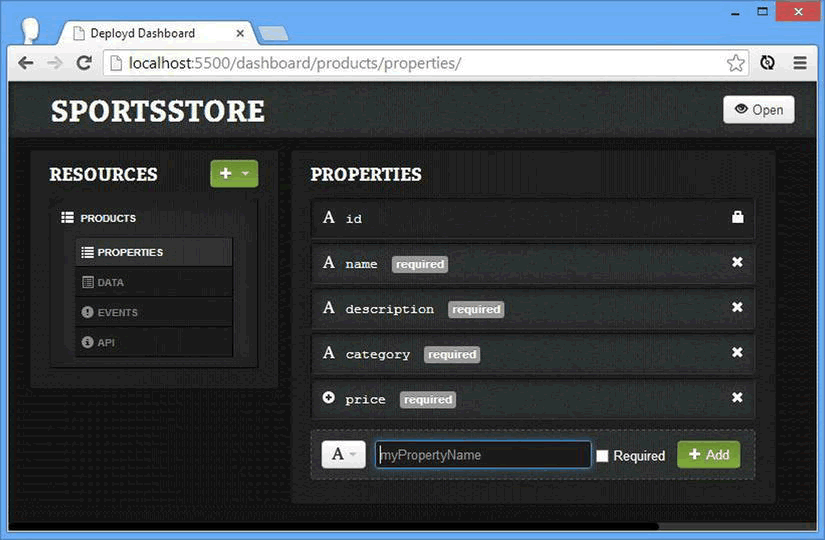 Deployd Dashboard
localhost:5500/dashboard/products/properties/
SPORTSSTORE
Open
RESOURCES
PRODUCTS
PROPERTIES
DATA
EVENTS
API
PROPERTIES
A id
A name required
A description required
A category required
price required
A myPropertyName Required Add